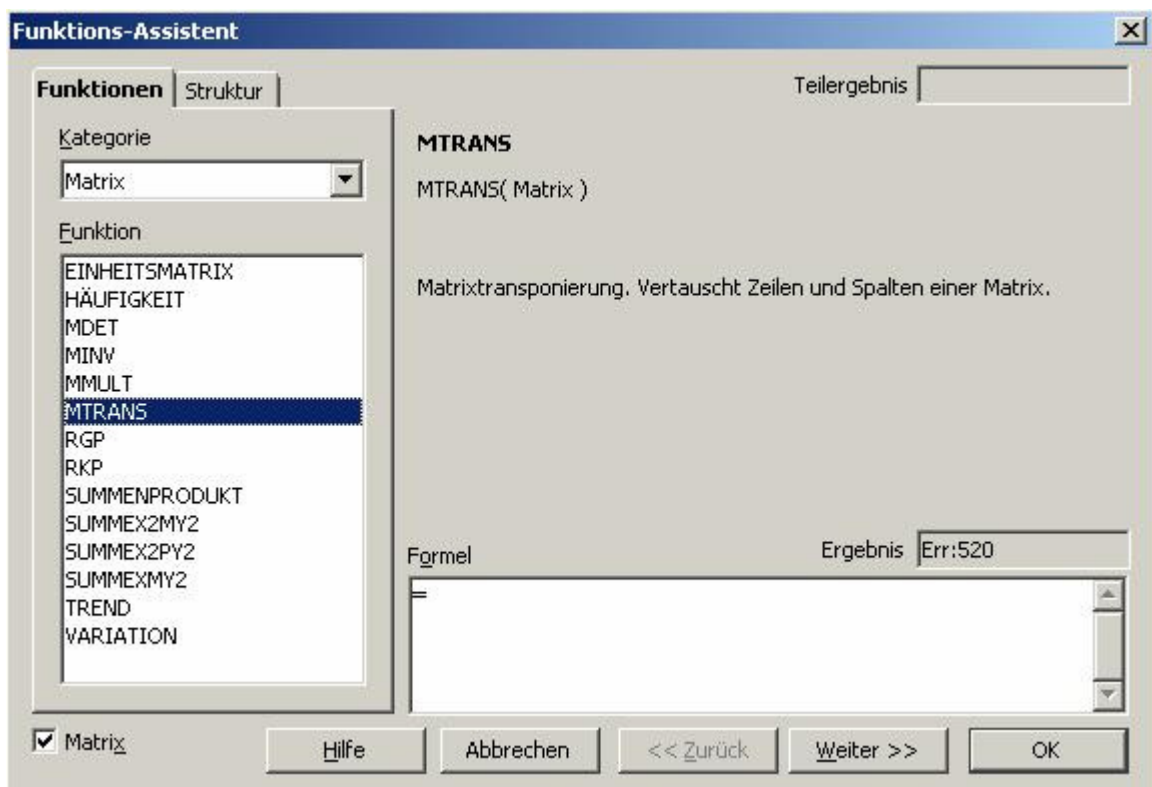 Funktions-Assistent
Funktionen
Struktur
Teilergebnis
Kategorie
Matrix
Funktion
EINHEITSMATRIX
HÄUFIGKEIT
MDET
MINV
MMULT
MTRANS
RGP
RKP
SUMMENPRODUKT
SUMMEX2MY2
SUMMEX2PY2
SUMMEXMY2
TREND
VARIATION
MTRANS
MTRANS( Matrix )
Matrixtransponierung. Vertauscht Zeilen und Spalten einer Matrix.
Formel
Ergebnis Err:520
=
Matrix
Hilfe
Abbrechen
<< Zurück
Weiter >>
OK